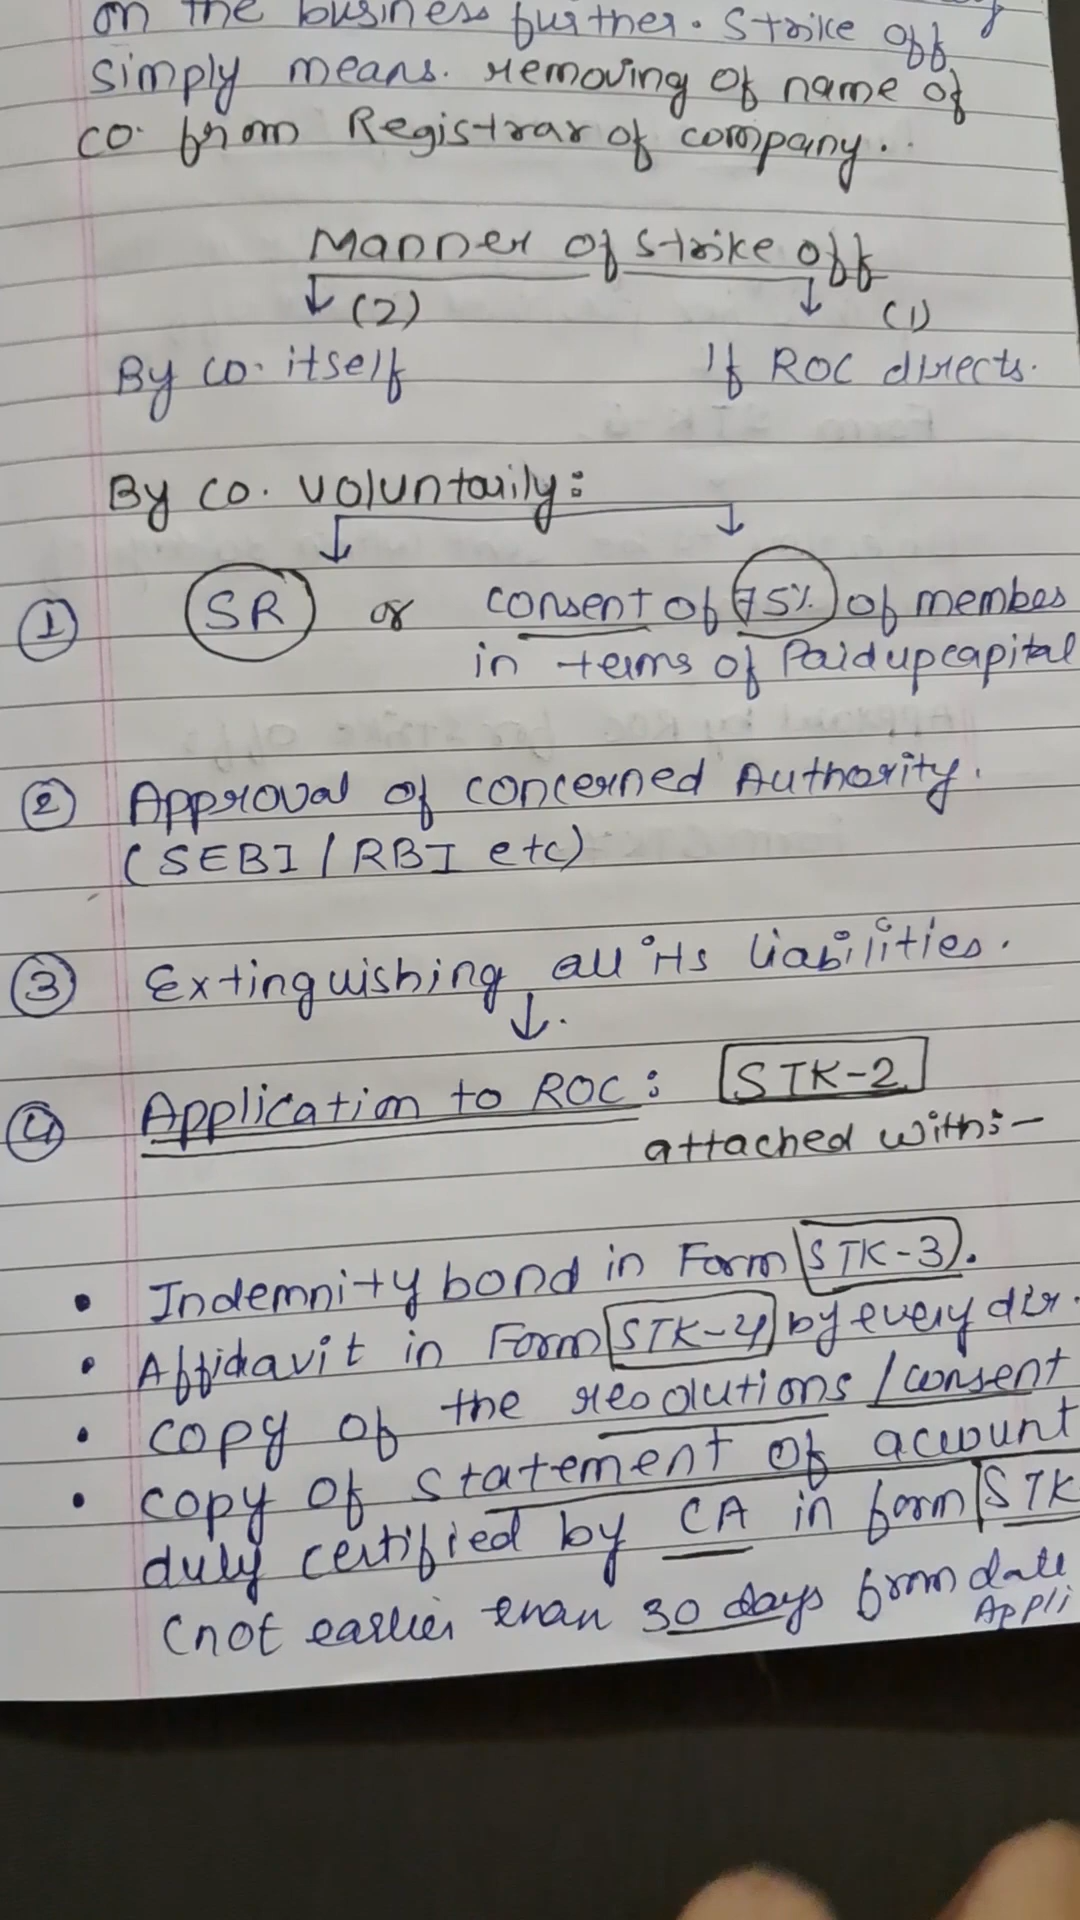 on the business further. Strike off
simply means. removing of name of
co. from Registrar of company..
Manner of strike off
↓ (2) ↓ (1)
By co. itself If ROC directs.
By co. voluntarily:
↓ ↓
① SR or consent of 75% of membes
in terms of Paidupcapital
② Approval of concerned Authority.
(SEBI / RBI etc)
③ Extinguishing all its liabilities.
↓.
④ Application to ROC: STK-2
attached with:-
• Indemnity bond in Form STK-3).
• Affidavit in Form STK-4 by every dir.
• copy of the resolutions / consent
• copy of statement of account
duly certified by CA in form STK
(not earlier than 30 days from date
Appli